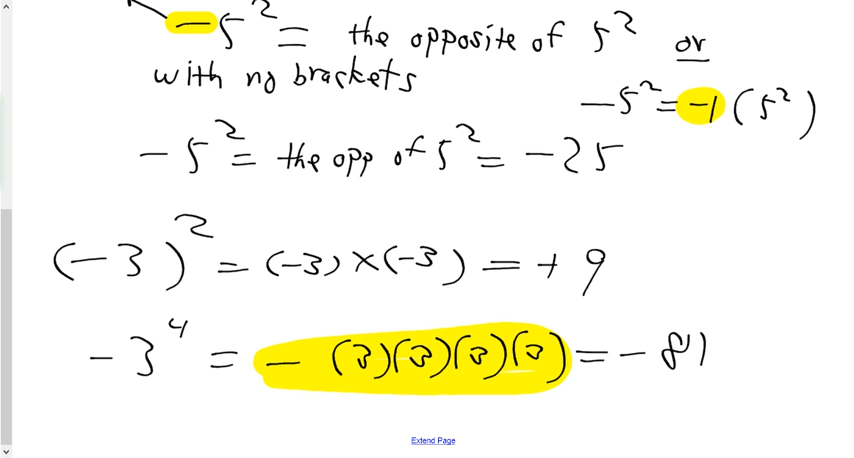 -5² = the opposite of 5² or
with no brackets
-5² = -1 (5²)
-5² = the opp of 5² = -25
(-3)² = (-3) × (-3) = +9
-3⁴ = - (3)(3)(3)(3) = -81
Extend Page